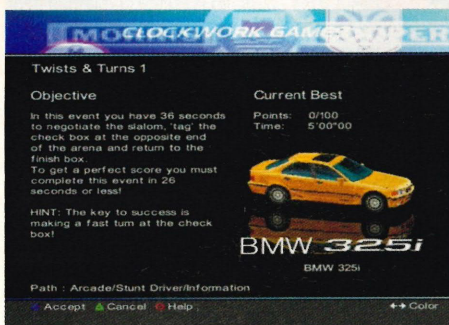 CLOCKWORK GAMES
Twists & Turns 1
Objective
In this event you have 36 seconds
to negotiate the slalom, 'tag' the
check box at the opposite end
of the arena and return to the
finish box.
To get a perfect score you must
complete this event in 26
seconds or less!
HINT: The key to success is
making a fast turn at the check
box!
Current Best
Points: 0/100
Time: 5'00"00
BMW 325i
BMW 325i
Path : Arcade/Stunt Driver/Information
Accept Cancel Help
Color